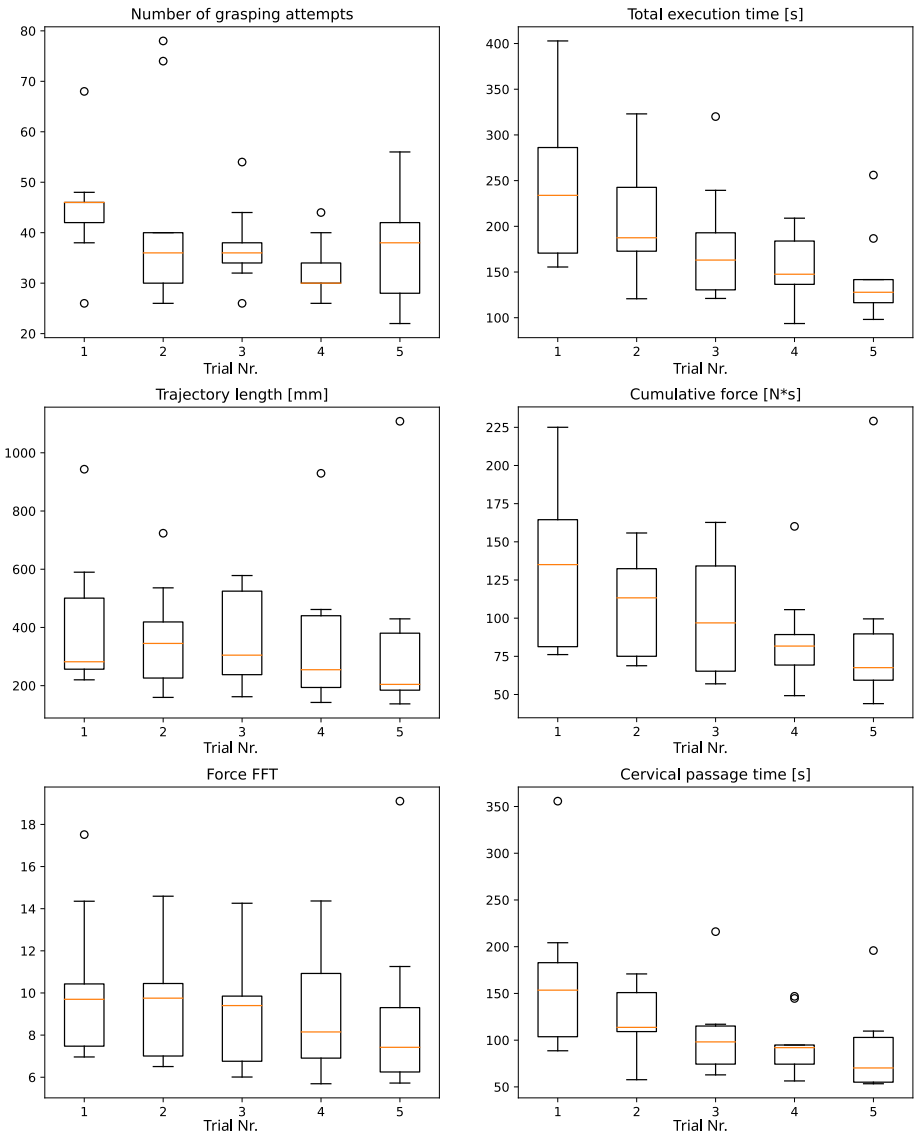 Number of grasping attempts
80
70
60
50
40
30
20
1 2 3 4 5
Trial Nr.
Total execution time [s]
400
350
300
250
200
150
100
1 2 3 4 5
Trial Nr.
Trajectory length [mm]
1000
800
600
400
200
1 2 3 4 5
Trial Nr.
Cumulative force [N*s]
225
200
175
150
125
100
75
50
1 2 3 4 5
Trial Nr.
Force FFT
18
16
14
12
10
8
6
1 2 3 4 5
Trial Nr.
Cervical passage time [s]
350
300
250
200
150
100
50
1 2 3 4 5
Trial Nr.